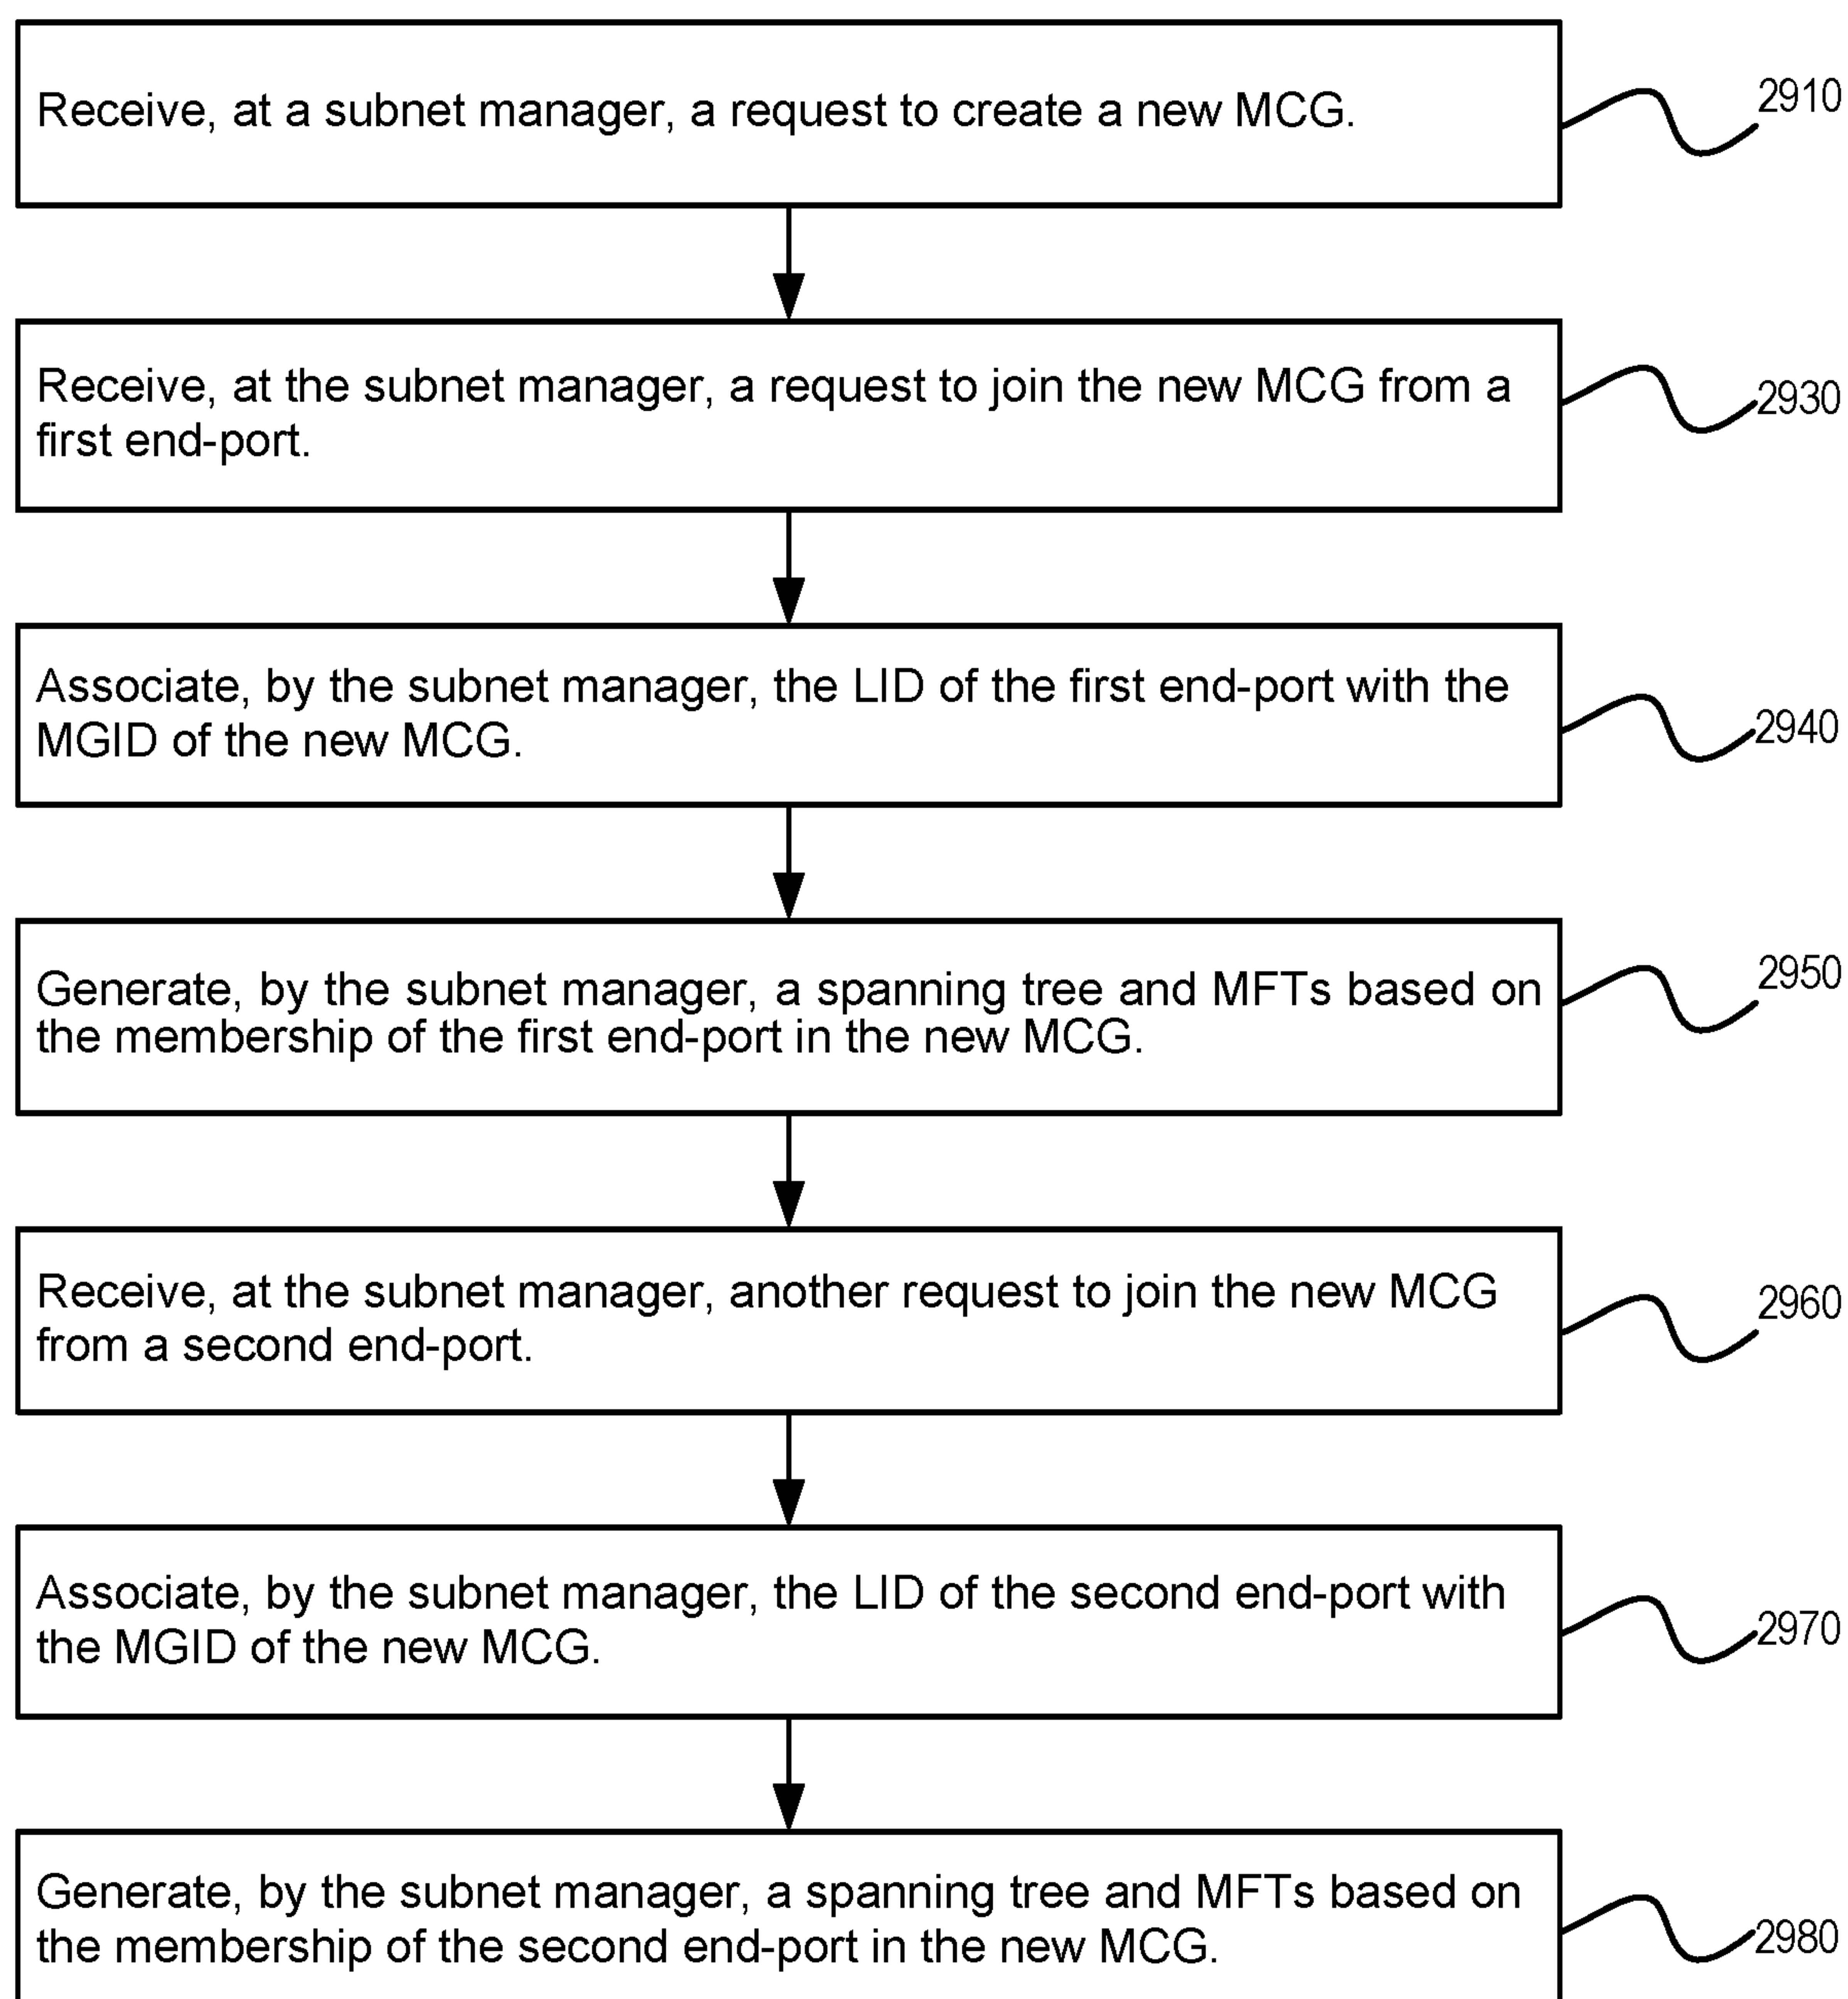 Receive, at a subnet manager, a request to create a new MCG.
2910
Receive, at the subnet manager, a request to join the new MCG from a
first end-port.
2930
Associate, by the subnet manager, the LID of the first end-port with the
MGID of the new MCG.
2940
Generate, by the subnet manager, a spanning tree and MFTs based on
the membership of the first end-port in the new MCG.
2950
Receive, at the subnet manager, another request to join the new MCG
from a second end-port.
2960
Associate, by the subnet manager, the LID of the second end-port with
the MGID of the new MCG.
2970
Generate, by the subnet manager, a spanning tree and MFTs based on
the membership of the second end-port in the new MCG.
2980